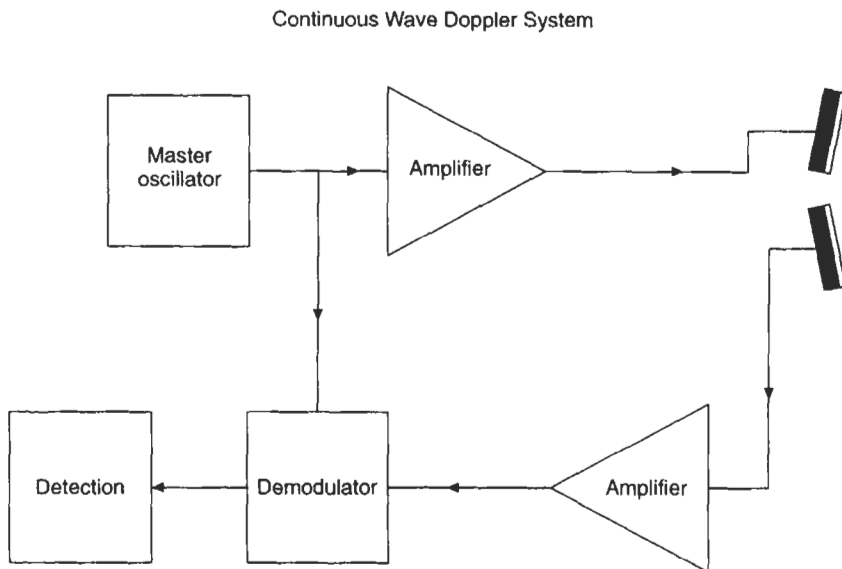 Continuous Wave Doppler System
Master
oscillator
Amplifier
Detection
Demodulator
Amplifier